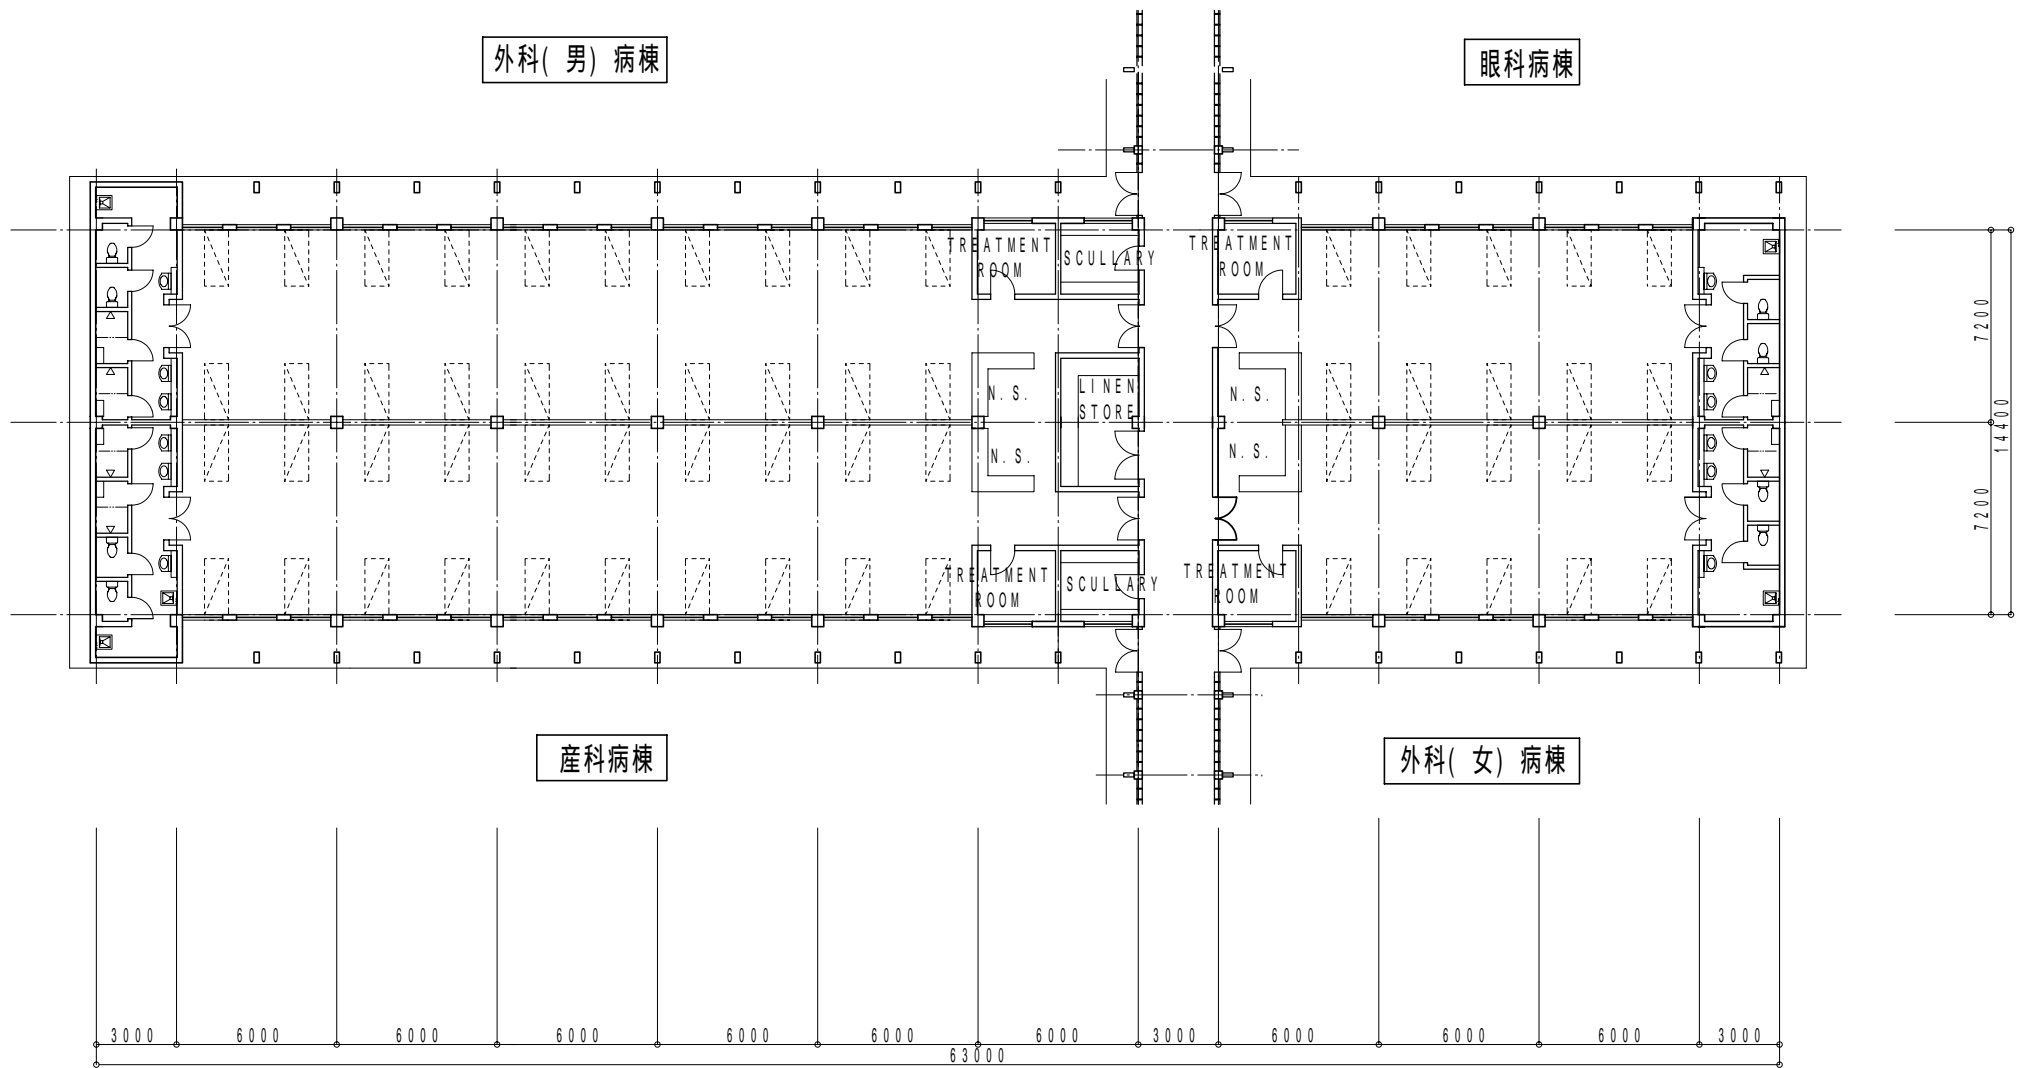 外科( 男) 病棟
眼科病棟
TREATMENT
ROOM
SCULLARY
TREATMENT
ROOM
N.S.
LINEN
STORE
N.S.
N.S.
N.S.
TREATMENT
ROOM
SCULLARY
TREATMENT
ROOM
7200
14400
7200
産科病棟
外科( 女) 病棟
3000
6000
6000
6000
6000
6000
6000
3000
6000
6000
6000
3000
63000